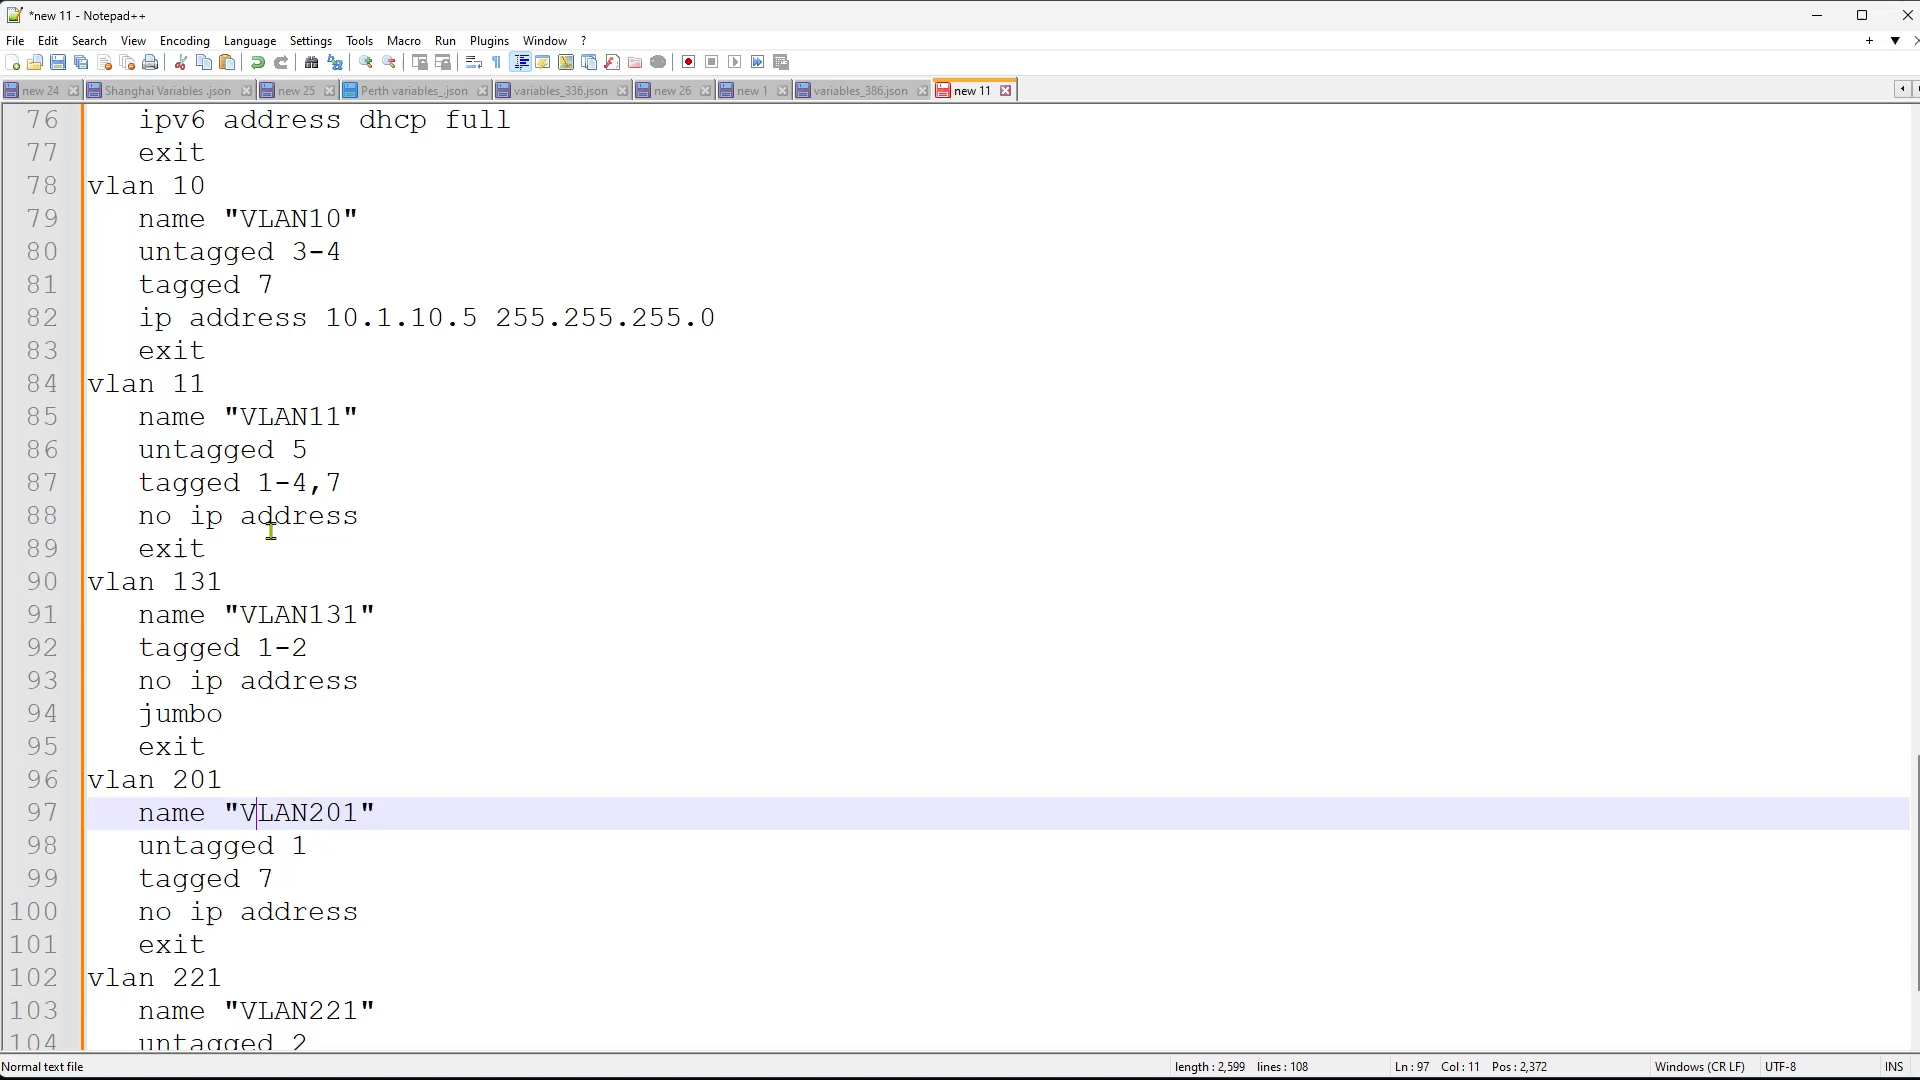 *new 11 - Notepad++
File Edit Search View Encoding Language Settings Tools Macro Run Plugins Window ?
new 24 Shanghai Variables .json new 25 Perth variables_.json variables_336.json new 26 new 1 variables_386.json new 11
76 ipv6 address dhcp full
77 exit
78 vlan 10
79 name "VLAN10"
80 untagged 3-4
81 tagged 7
82 ip address 10.1.10.5 255.255.255.0
83 exit
84 vlan 11
85 name "VLAN11"
86 untagged 5
87 tagged 1-4,7
88 no ip address
89 exit
90 vlan 131
91 name "VLAN131"
92 tagged 1-2
93 no ip address
94 jumbo
95 exit
96 vlan 201
97 name "VLAN201"
98 untagged 1
99 tagged 7
100 no ip address
101 exit
102 vlan 221
103 name "VLAN221"
104 untagged 2
Normal text file length : 2,599 lines : 108 Ln : 97 Col : 11 Pos : 2,372 Windows (CR LF) UTF-8 INS